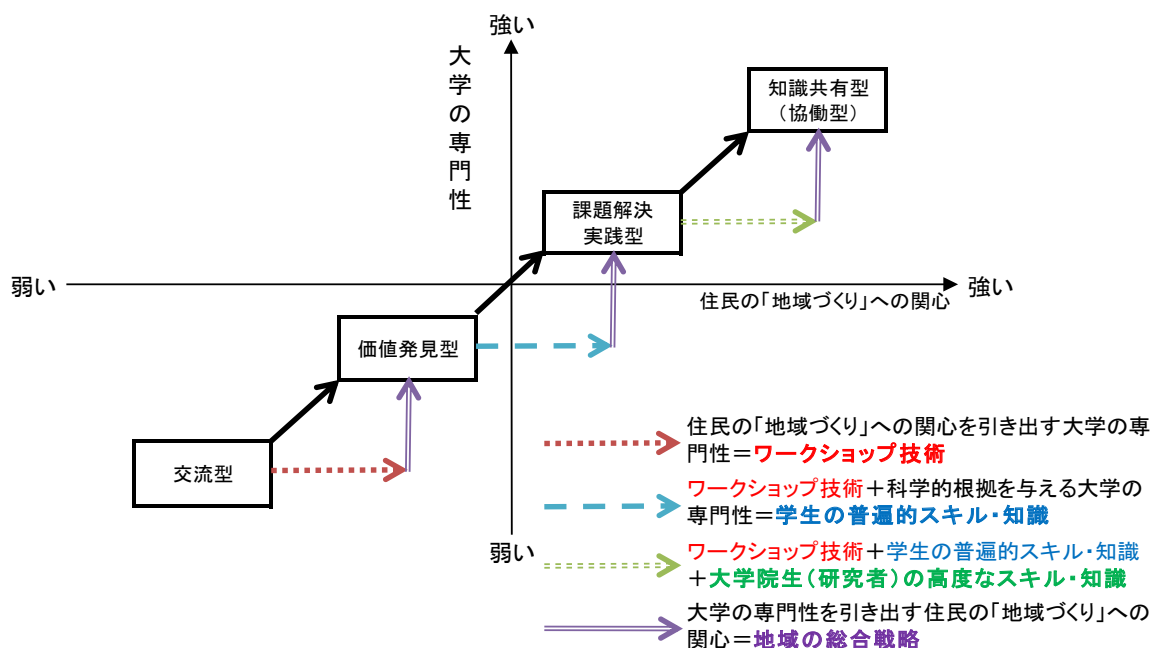 強い
大学の専門性
知識共有型
（協働型）
課題解決
実践型
弱い
強い
住民の「地域づくり」への関心
価値発見型
交流型
弱い
住民の「地域づくり」への関心を引き出す大学の専
門性＝ワークショップ技術
ワークショップ技術＋科学的根拠を与える大学の
専門性＝学生の普遍的スキル・知識
ワークショップ技術＋学生の普遍的スキル・知識
＋大学院生（研究者）の高度なスキル・知識
大学の専門性を引き出す住民の「地域づくり」への
関心＝地域の総合戦略